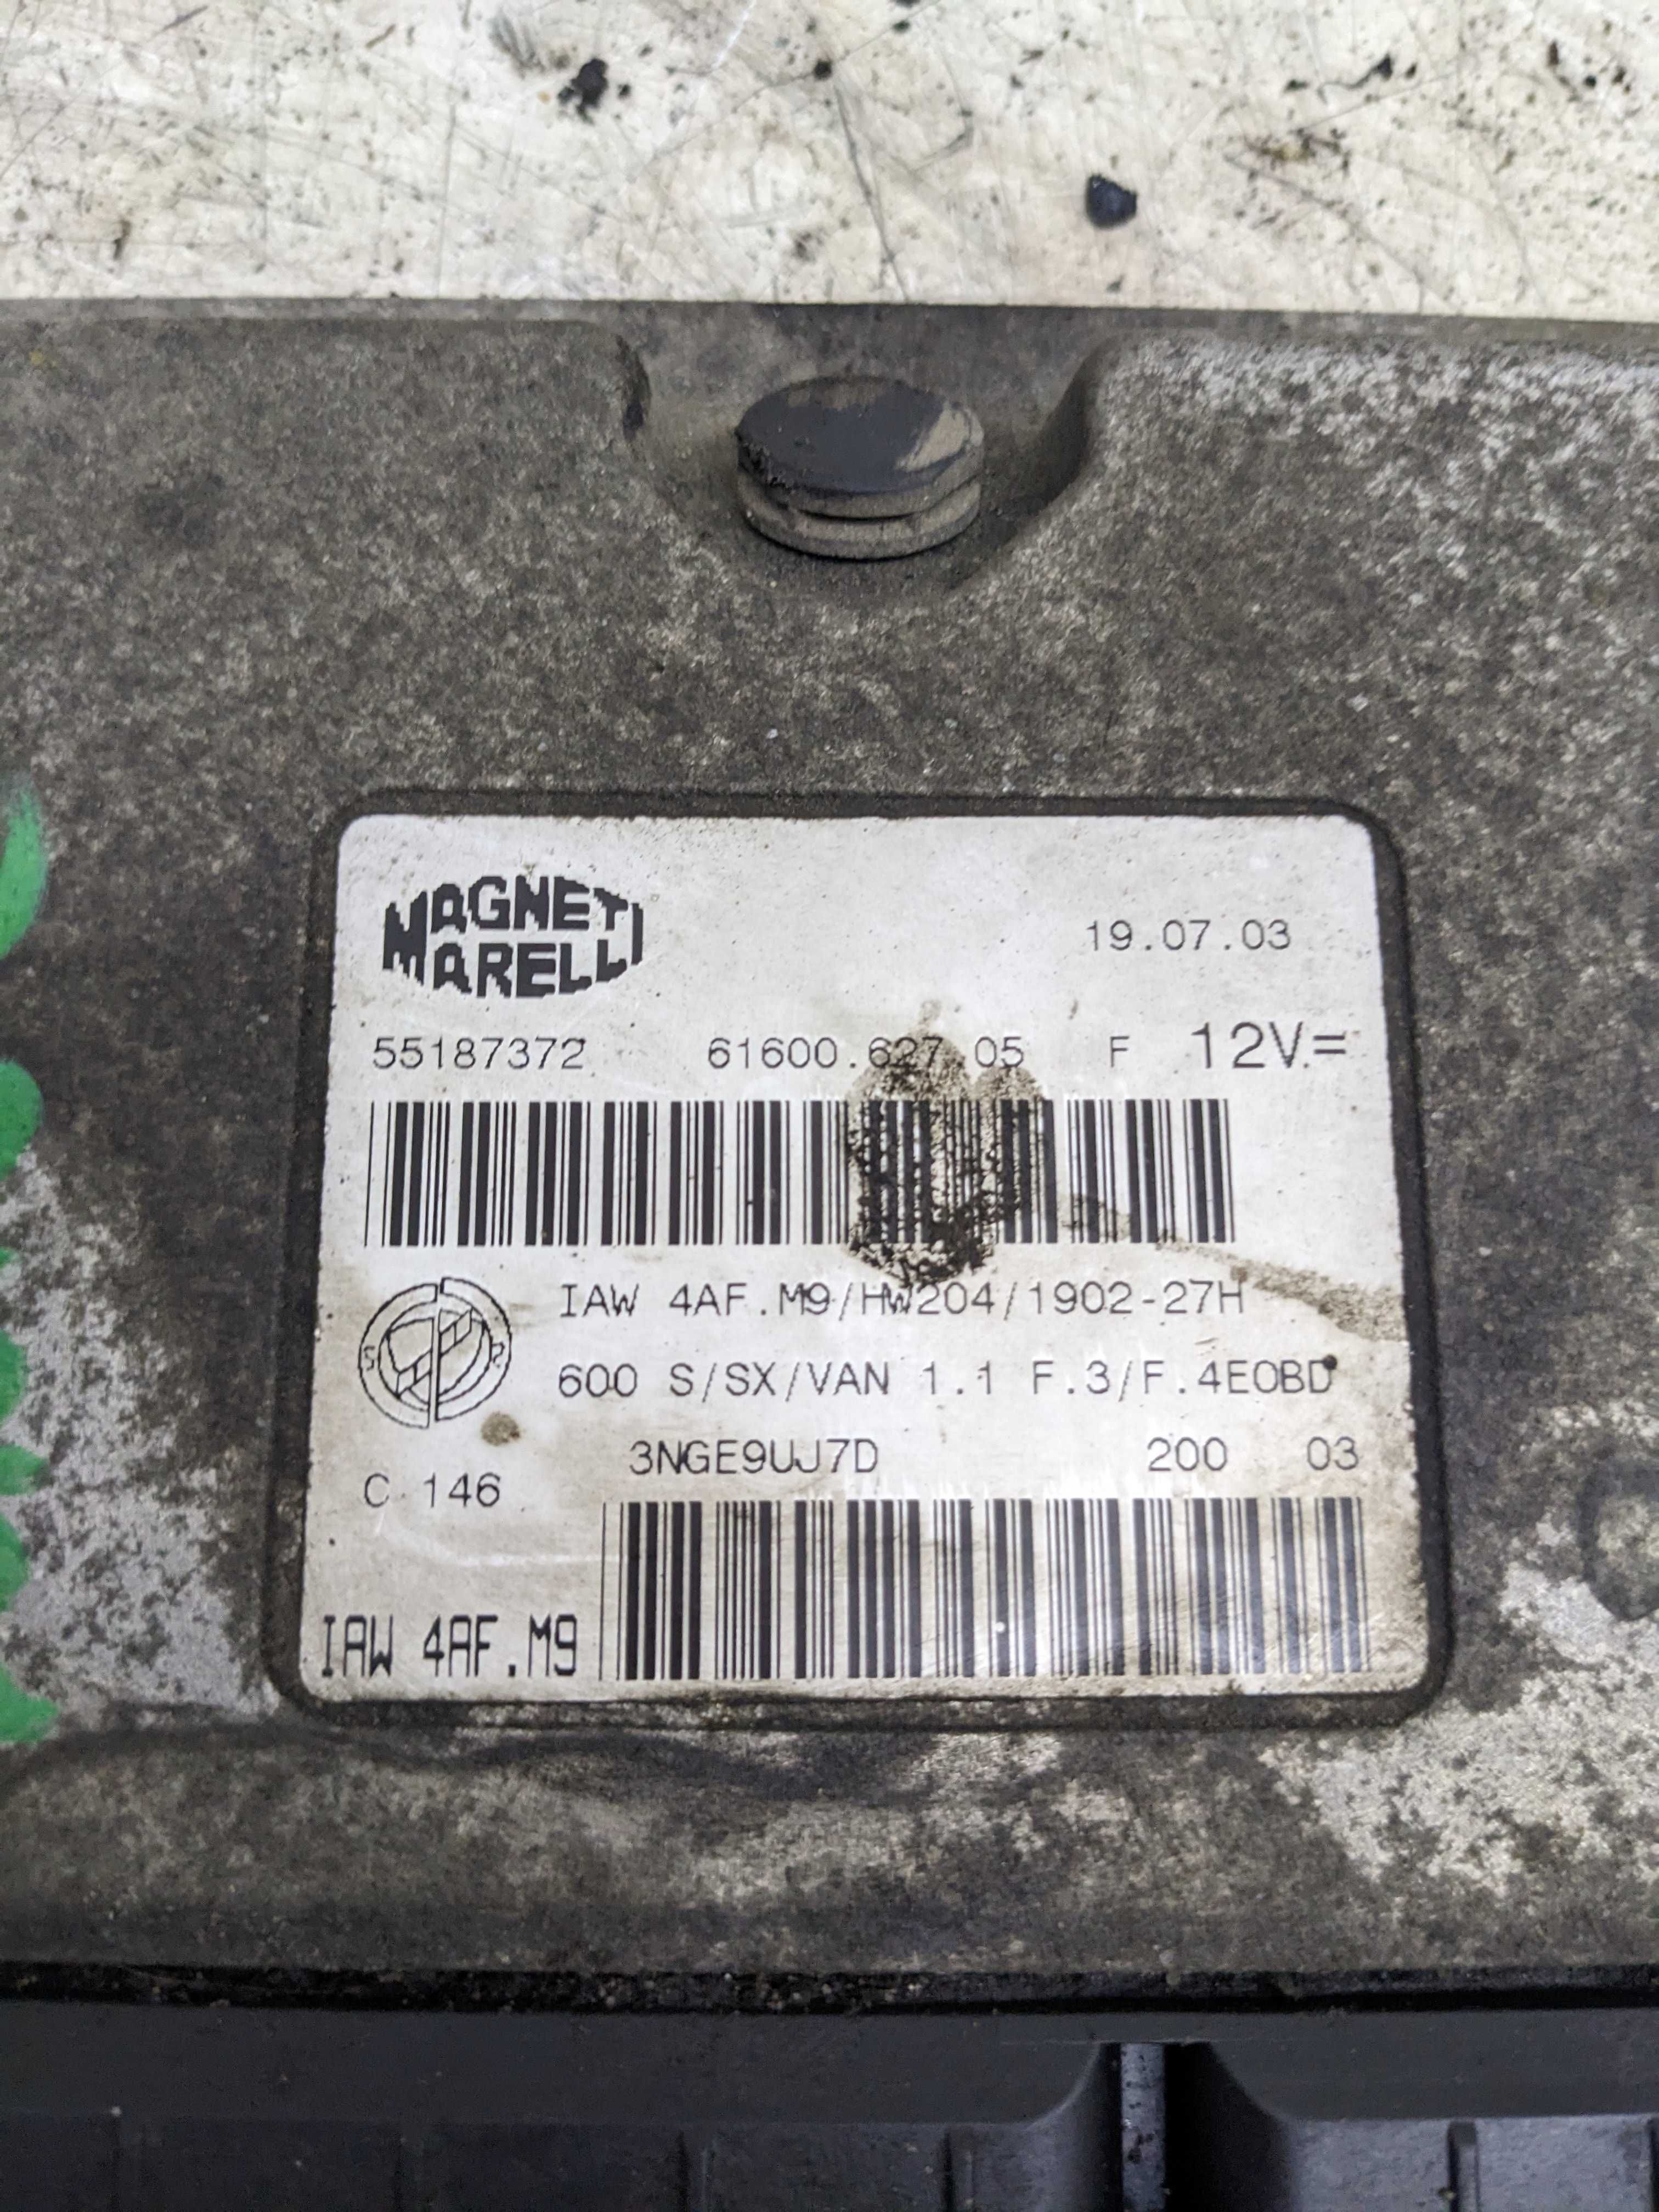 MAGNETI
MARELLI
19.07.03
55187372 61600.627.05 F 12V=
IAW 4AF.M9/HW204/1902-27H
600 S/SX/VAN 1.1 F.3/F.4EOBD
3NGE9UJ7D 200 03
C 146
IAW 4AF.M9